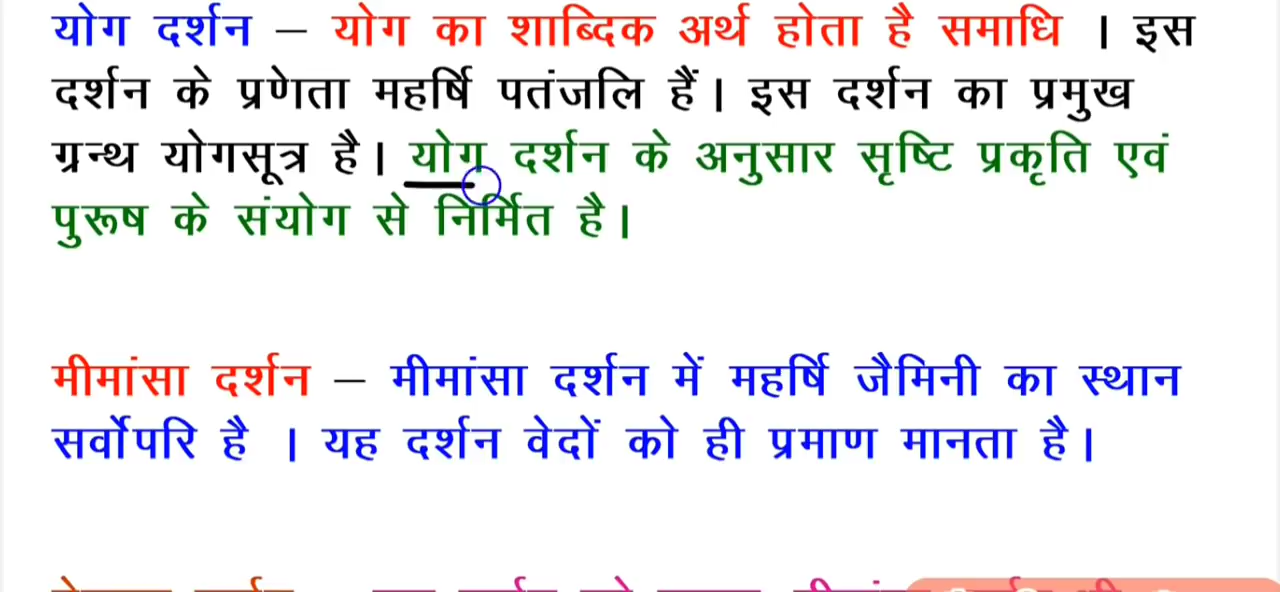 योग दर्शन – योग का शाब्दिक अर्थ होता है समाधि । इस
दर्शन के प्रणेता महर्षि पतंजलि हैं। इस दर्शन का प्रमुख
ग्रन्थ योगसूत्र है। योग दर्शन के अनुसार सृष्टि प्रकृति एवं
पुरूष के संयोग से निर्मित है।
मीमांसा दर्शन – मीमांसा दर्शन में महर्षि जैमिनी का स्थान
सर्वोपरि है । यह दर्शन वेदों को ही प्रमाण मानता है।